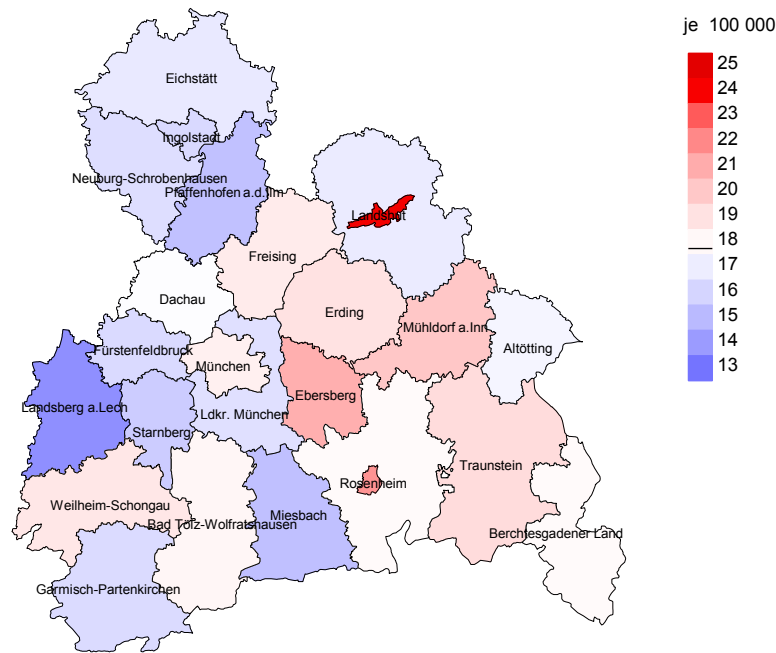 je 100 000
25
24
23
22
21
20
19
18
17
16
15
14
13
Eichstätt
Ingolstadt
Neuburg-Schrobenhausen
Pfaffenhofen a.d.Ilm
Landshut
Freising
Dachau
Erding
Mühldorf a.Inn
Altötting
Fürstenfeldbruck
München
Ebersberg
Landsberg a.Lech
Ldkr. München
Starnberg
Traunstein
Rosenheim
Weilheim-Schongau
Bad Tölz-Wolfratshausen
Miesbach
Berchtesgadener Land
Garmisch-Partenkirchen